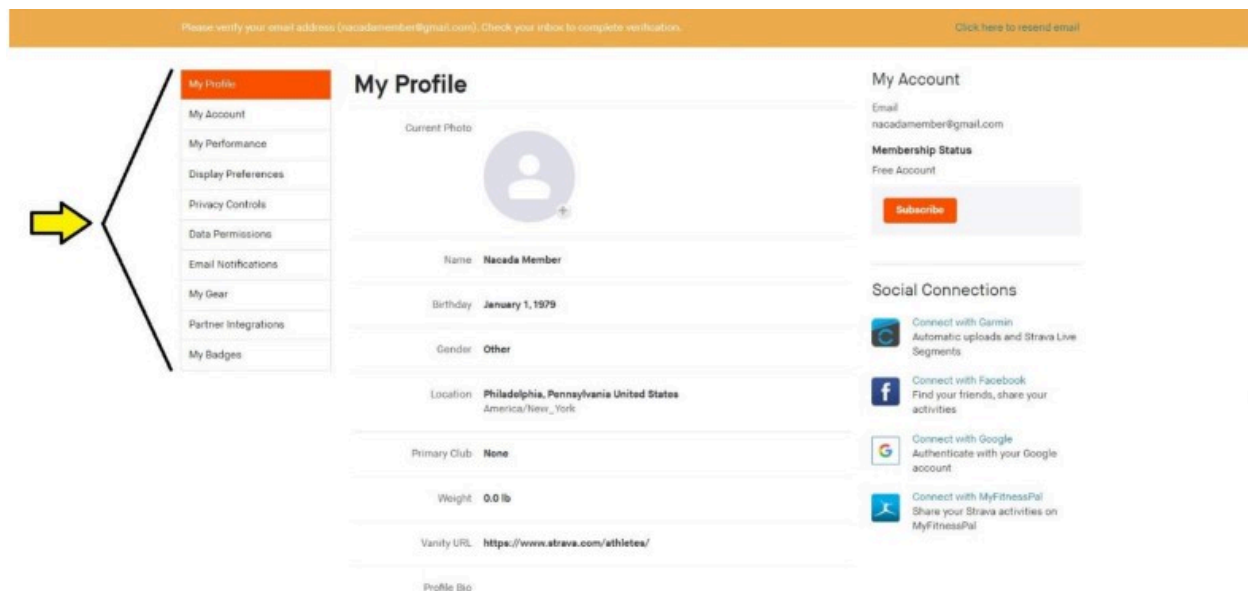 Please verify your email address (nacadamember@gmail.com), Check your inbox to complete verification.
Click here to resend email
My Profile
My Account
My Performance
Display Preferences
Privacy Controls
Data Permissions
Email Notifications
My Gear
Partner Integrations
My Badges
My Profile
Current Photo
Name Nacada Member
Birthday January 1, 1979
Gender Other
Location Philadelphia, Pennsylvania United States
America/New_York
Primary Club None
Weight 0.0 lb
Vanity URL https://www.strava.com/athletes/
Profile Bio
My Account
Email
nacadamember@gmail.com
Membership Status
Free Account
Subscribe
Social Connections
Connect with Garmin
Automatic uploads and Strava Live
Segments
Connect with Facebook
Find your friends, share your
activities
Connect with Google
Authenticate with your Google
account
Connect with MyFitnessPal
Share your Strava activities on
MyFitnessPal